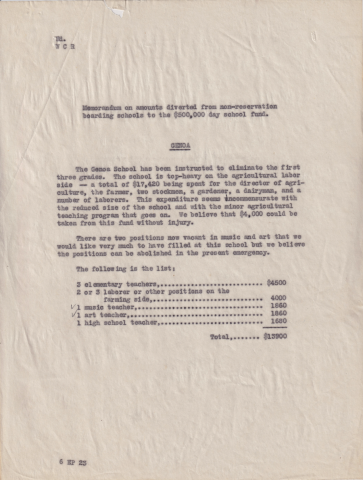 Ed.
W C R
Memorandum on amounts diverted from non-reservation
boarding schools to the $200,000 day school fund.
GENOA
The Genoa School has been instructed to eliminate the first
three grades. The school is top-heavy on the agricultural labor
side -- a total of $17,420 being spent for the director of agri-
culture, the farmer, two stockmen, a gardener, a dairyman, and a
number of laborers. This expenditure seems incommensurate with
the reduced size of the school and with the minor agricultural
teaching program that goes on. We believe that $4,000 could be
taken from this fund without injury.
There are two positions now vacant in music and art that we
would like very much to have filled at this school but we believe
the positions can be abolished in the present emergency.
The following is the list:
3 elementary teachers,........................... $4500
2 or 3 laborer or other positions on the
farming side,............................ 4000
√1 music teacher,................................. 1860
√1 art teacher,................................... 1860
1 high school teacher,........................... 1680
Total,....... $13900
6 EP 23